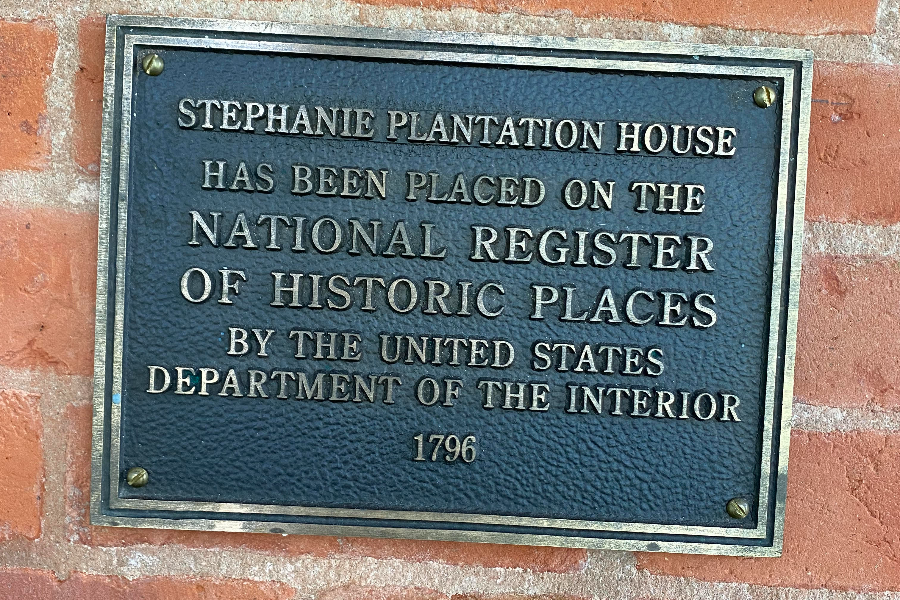 STEPHANIE PLANTATION HOUSE
HAS BEEN PLACED ON THE
NATIONAL REGISTER
OF HISTORIC PLACES
BY THE UNITED STATES
DEPARTMENT OF THE INTERIOR
1796